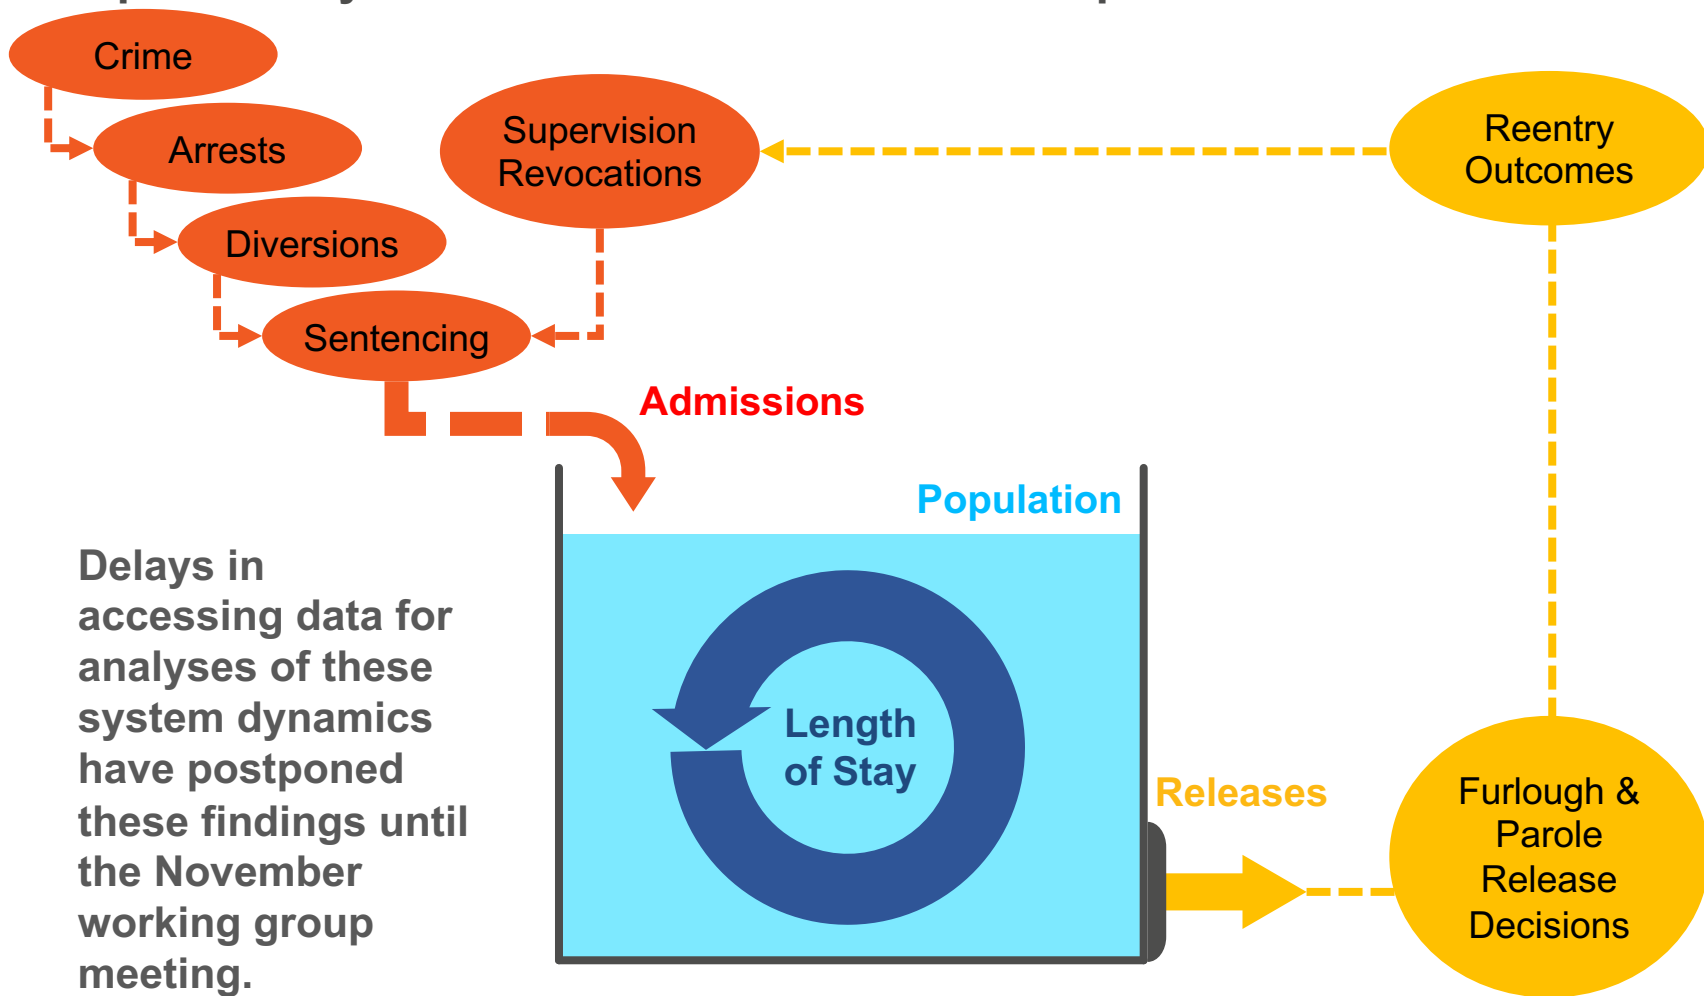 Crime
Arrests
Diversions
Sentencing
Supervision
Revocations
Reentry
Outcomes
Admissions
Population
Delays in
accessing data for
analyses of these
system dynamics
have postponed
these findings until
the November
working group
meeting.
Length
of Stay
Releases
Furlough &
Parole
Release
Decisions